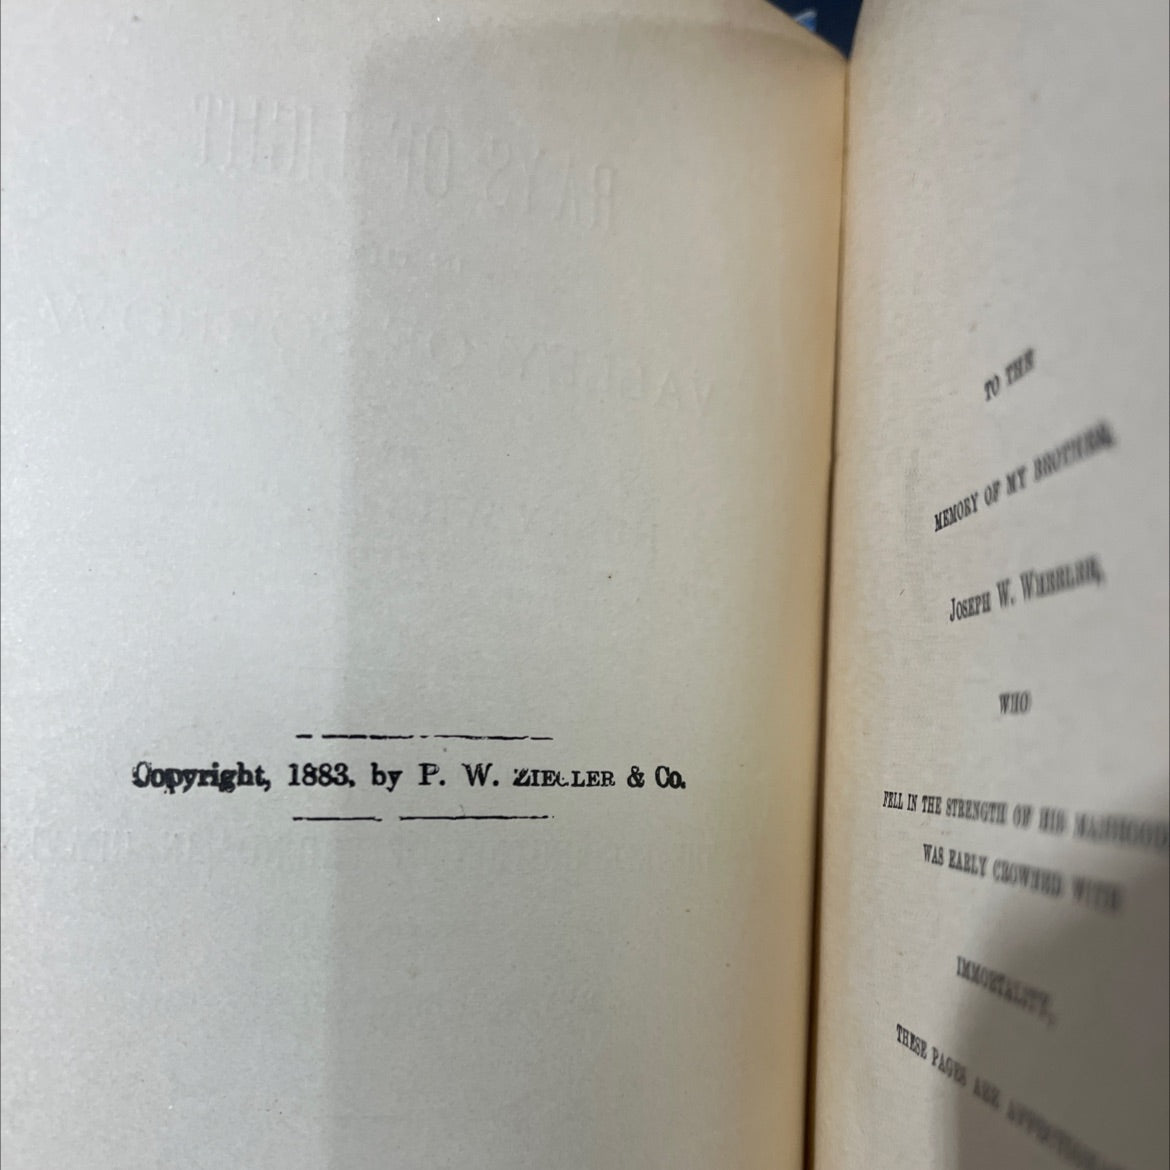 Copyright, 1883, by P. W. ZIEGLER & Co.
TO THE
MEMORY OF MY BROTHER,
JOSEPH W. WHEELER,
WHO
FELL IN THE STRENGTH OF HIS MANHOOD
WAS EARLY CROWNED WITH
IMMORTALITY,
THESE PAGES ARE